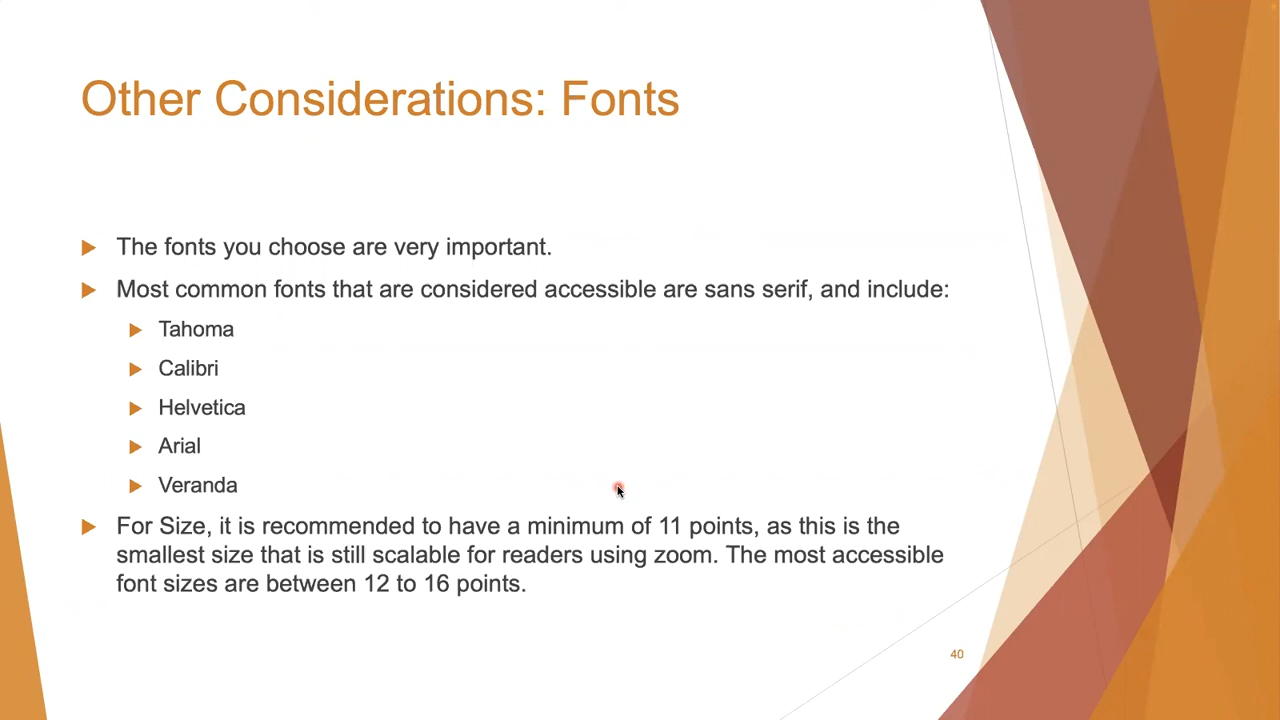 Other Considerations: Fonts
The fonts you choose are very important.
Most common fonts that are considered accessible are sans serif, and include:
Tahoma
Calibri
Helvetica
Arial
Veranda
For Size, it is recommended to have a minimum of 11 points, as this is the
smallest size that is still scalable for readers using zoom. The most accessible
font sizes are between 12 to 16 points.
40